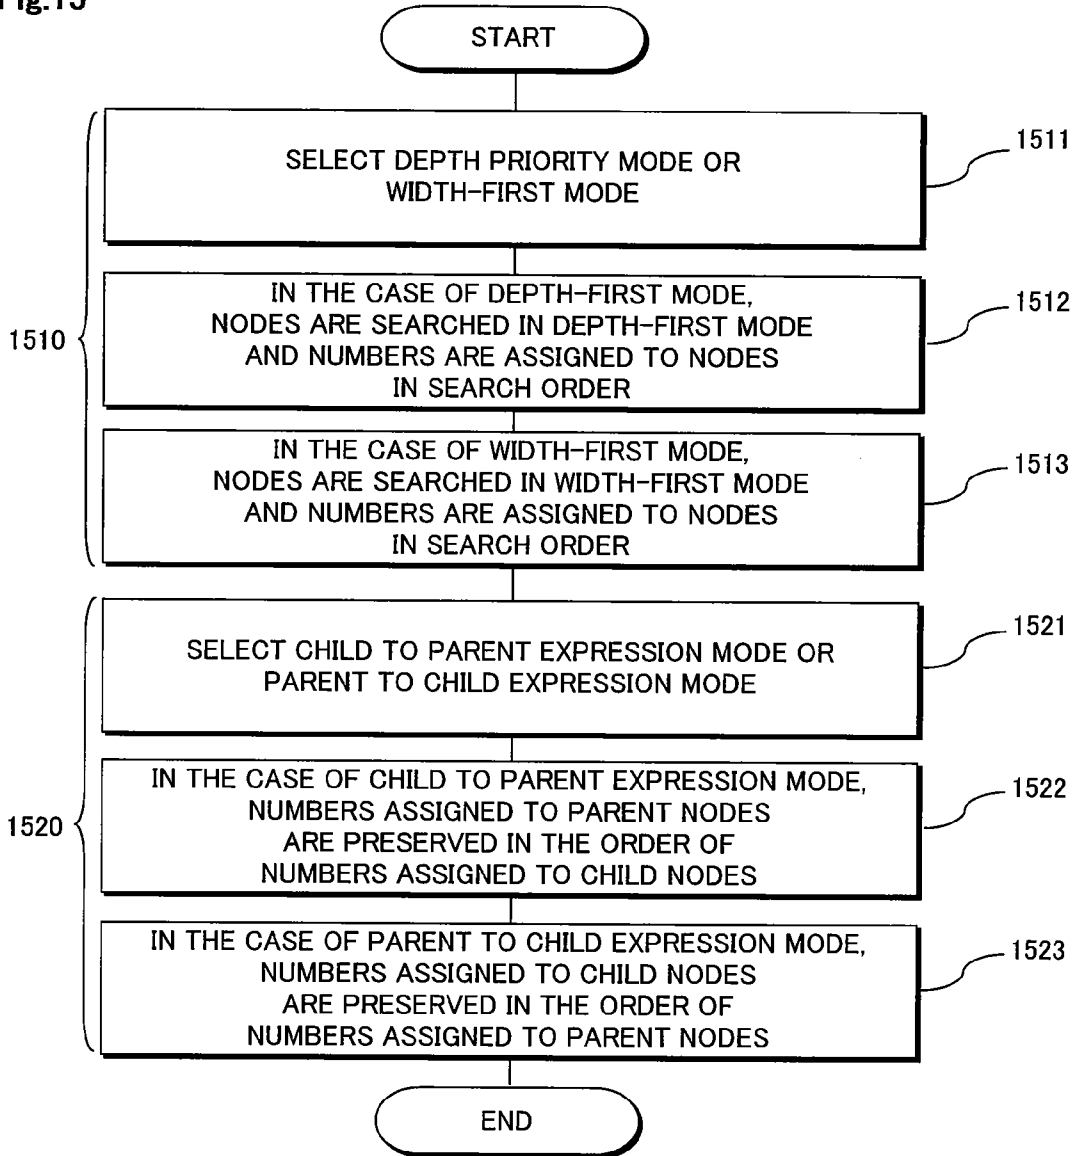 Fig.15
START
SELECT DEPTH PRIORITY MODE OR
WIDTH-FIRST MODE
1511
IN THE CASE OF DEPTH-FIRST MODE,
NODES ARE SEARCHED IN DEPTH-FIRST MODE
AND NUMBERS ARE ASSIGNED TO NODES
IN SEARCH ORDER
1512
1510
IN THE CASE OF WIDTH-FIRST MODE,
NODES ARE SEARCHED IN WIDTH-FIRST MODE
AND NUMBERS ARE ASSIGNED TO NODES
IN SEARCH ORDER
1513
SELECT CHILD TO PARENT EXPRESSION MODE OR
PARENT TO CHILD EXPRESSION MODE
1521
IN THE CASE OF CHILD TO PARENT EXPRESSION MODE,
NUMBERS ASSIGNED TO PARENT NODES
ARE PRESERVED IN THE ORDER OF
NUMBERS ASSIGNED TO CHILD NODES
1522
1520
IN THE CASE OF PARENT TO CHILD EXPRESSION MODE,
NUMBERS ASSIGNED TO CHILD NODES
ARE PRESERVED IN THE ORDER OF
NUMBERS ASSIGNED TO PARENT NODES
1523
END